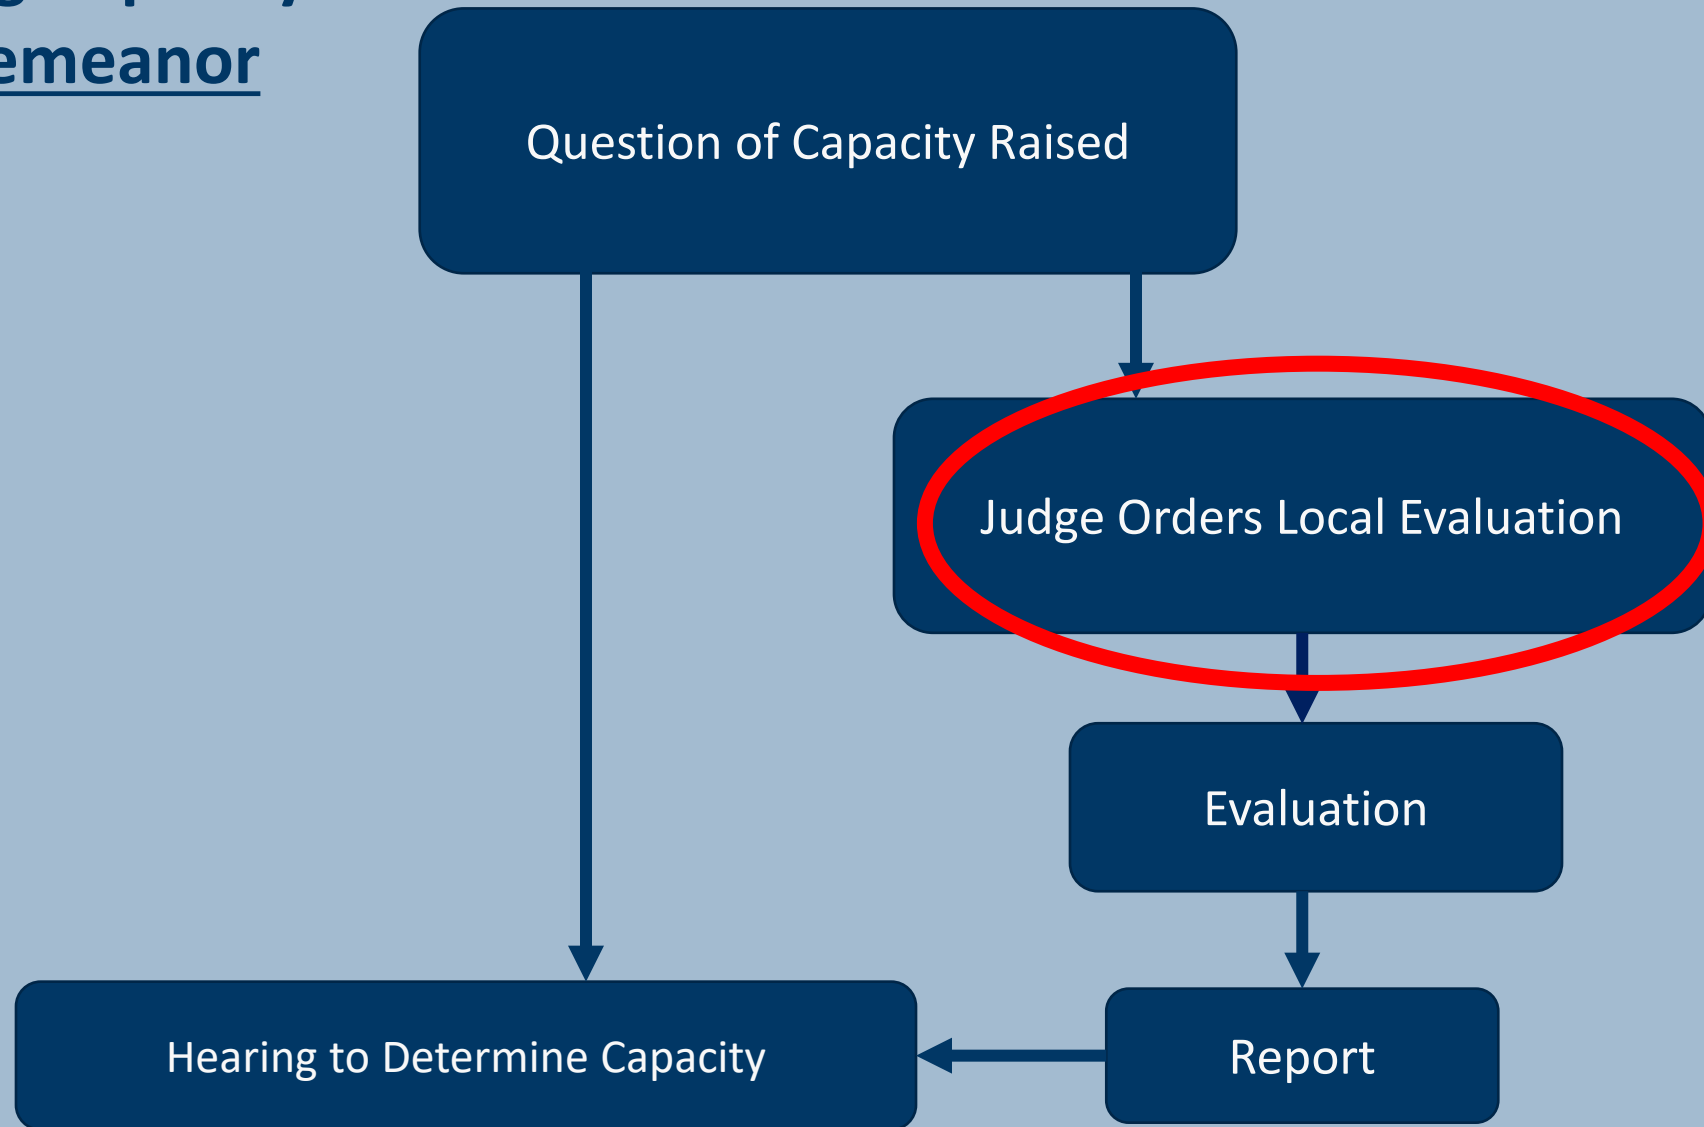 emeanor
Question of Capacity Raised
Judge Orders Local Evaluation
Evaluation
Hearing to Determine Capacity
Report